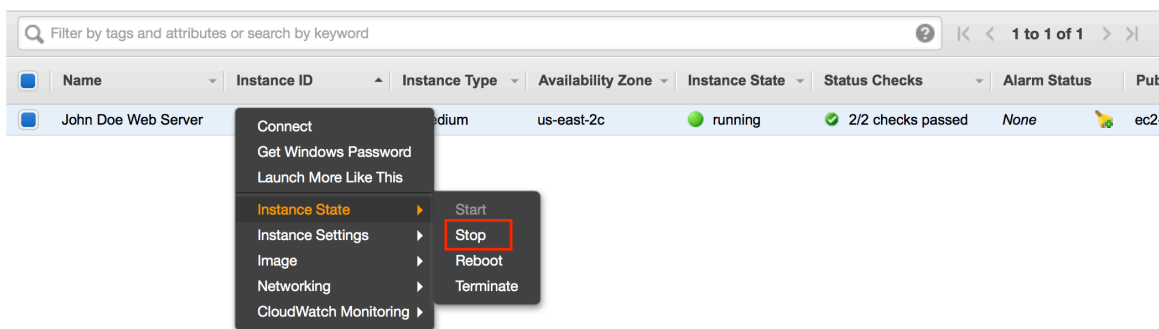 Filter by tags and attributes or search by keyword
1 to 1 of 1
Name Instance ID Instance Type Availability Zone Instance State Status Checks Alarm Status
John Doe Web Server us-east-2c running 2/2 checks passed None
Connect
Get Windows Password
Launch More Like This
Instance State
Instance Settings
Image
Networking
CloudWatch Monitoring
Start
Stop
Reboot
Terminate